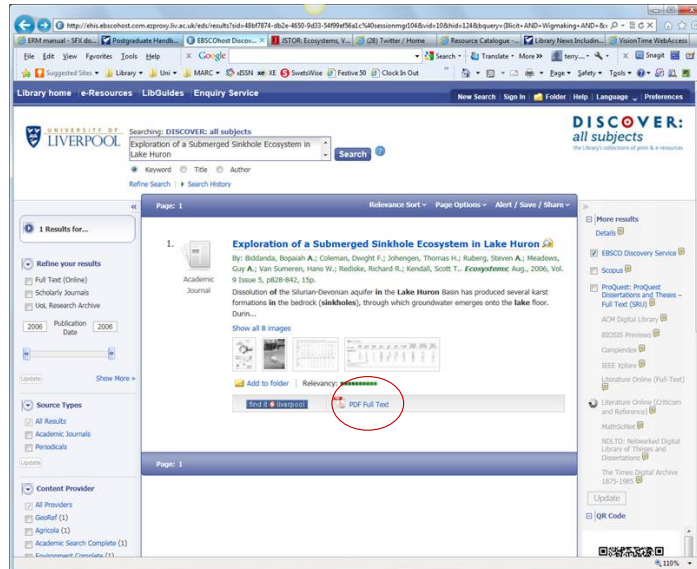 http://ehis.ebscohost.com.ezproxy.liv.ac.uk/eds/results?sid=48bf7874-db2e-4650-9d33-54f99ef56a1c%40sessionmgr104&vid=10&hid=124&bquery=(Illicit+AND+Wigmaking)+AND+&c
ERM manual - SFX do...
Postgraduate Handb...
EBSCOhost Discov...
JSTOR: Ecosystems, V...
(28) Twitter / Home
Resource Catalogue -...
Library News Includin...
VisionTime WebAccess
File Edit View Favorites Tools Help
x Google
Search
Translate
More >>
terry...
x
Snagit
Suggested Sites
Library
Uni
MARC
xISSN
XE
SwetsWise
Festive 50
Clock In Out
Page
Safety
Tools
Library home
e-Resources
LibGuides
Enquiry Service
New Search
Sign In
Folder
Help
Language
Preferences
UNIVERSITY OF
LIVERPOOL
Searching: DISCOVER: all subjects
Exploration of a Submerged Sinkhole Ecosystem in
Lake Huron
Search
Keyword
Title
Author
Refine Search
Search History
DISCOVER:
all subjects
the Library's collections of print & e-resources
1 Results for...
Refine your results
Full Text (Online)
Scholarly Journals
UoL Research Archive
2006
Publication
Date
2006
Update
Show More »
Source Types
All Results
Academic Journals
Periodicals
Update
Content Provider
All Providers
GeoRef (1)
Agricola (1)
Academic Search Complete (1)
Environment Complete (1)
Page: 1
Relevance Sort
Page Options
Alert / Save / Share
1.
Academic
Journal
Exploration of a Submerged Sinkhole Ecosystem in Lake Huron
By: Biddanda, Bopaiah A.; Coleman, Dwight F.; Johengen, Thomas H.; Ruberg, Steven A.; Meadows,
Guy A.; Van Sumeren, Hans W.; Rediske, Richard R.; Kendall, Scott T.. Ecosystems, Aug., 2006, Vol.
9 Issue 5, p828-842, 15p.
Dissolution of the Silurian-Devonian aquifer in the Lake Huron Basin has produced several karst
formations in the bedrock (sinkholes), through which groundwater emerges onto the lake floor.
Durin...
Show all 8 images
Add to folder
Relevancy:
find it @ liverpool
PDF Full Text
Page: 1
More results
Details
EBSCO Discovery Service
Scopus
ProQuest: ProQuest
Dissertations and Theses –
Full Text (SRU)
ACM Digital Library
BIOSIS Previews
Compendex
IEEE Xplore
Literature Online (Full-Text)
Literature Online (Criticism
and Reference)
MathSciNet
NDLTD: Networked Digital
Library of Theses and
Dissertations
The Times Digital Archive
1875-1985
Update
QR Code
110%